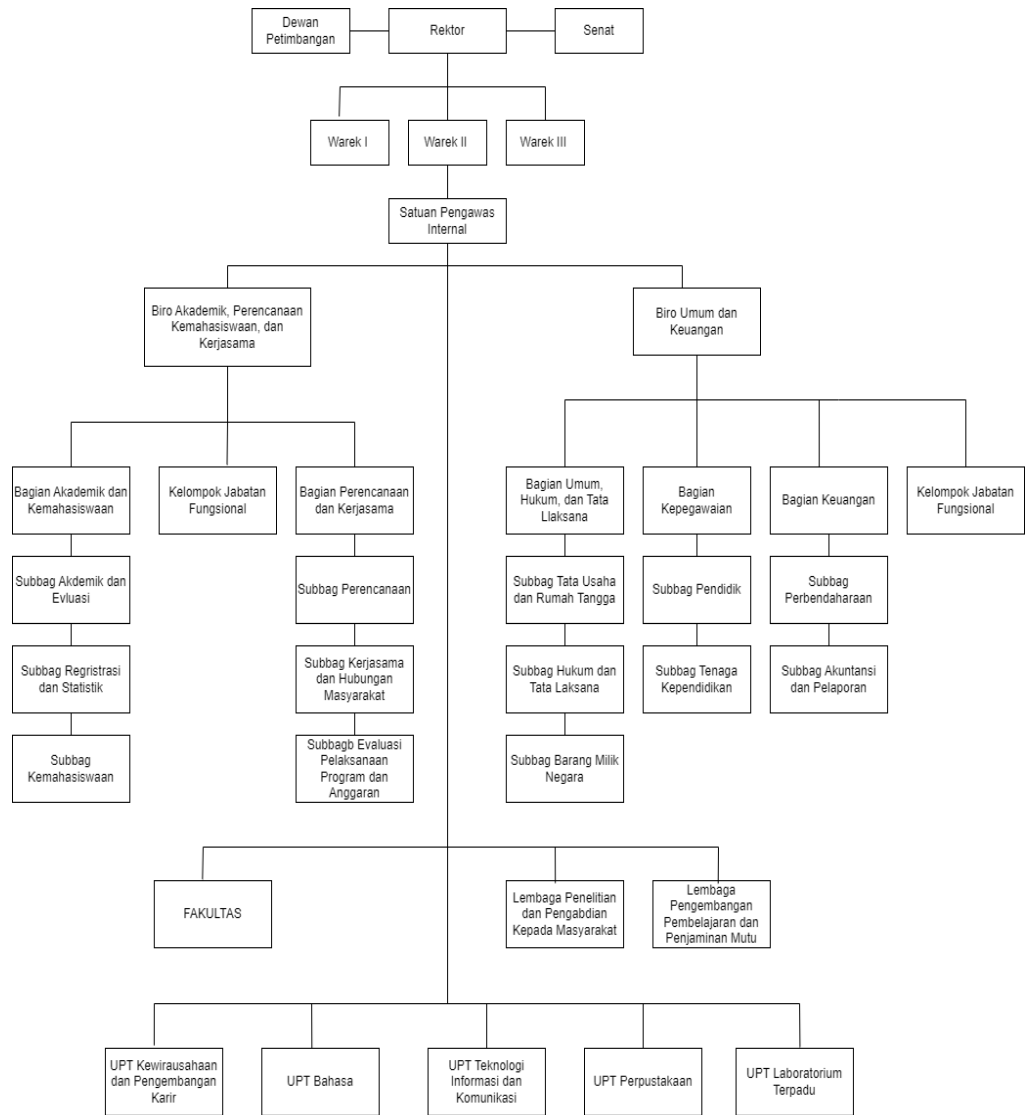 Dewan
Petimbangan
Rektor
Senat
Warek I
Warek II
Warek III
Satuan Pengawas
Internal
Biro Akademik, Perencanaan
Kemahasiswaan, dan
Kerjasama
Biro Umum dan
Keuangan
Bagian Akademik dan
Kemahasiswaan
Kelompok Jabatan
Fungsional
Bagian Perencanaan
dan Kerjasama
Bagian Umum,
Hukum, dan Tata
Llaksana
Bagian
Kepegawaian
Bagian Keuangan
Kelompok Jabatan
Fungsional
Subbag Akdemik dan
Evluasi
Subbag Perencanaan
Subbag Tata Usaha
dan Rumah Tangga
Subbag Pendidik
Subbag
Perbendaharaan
Subbag Regristrasi
dan Statistik
Subbag Kerjasama
dan Hubungan
Masyarakat
Subbag Hukum dan
Tata Laksana
Subbag Tenaga
Kependidikan
Subbag Akuntansi
dan Pelaporan
Subbag
Kemahasiswaan
Subbagb Evaluasi
Pelaksanaan
Program dan
Anggaran
Subbag Barang Milik
Negara
FAKULTAS
Lembaga Penelitian
dan Pengabdian
Kepada Masyarakat
Lembaga
Pengembangan
Pembelajaran dan
Penjaminan Mutu
UPT Kewirausahaan
dan Pengembangan
Karir
UPT Bahasa
UPT Teknologi
Informasi dan
Komunikasi
UPT Perpustakaan
UPT Laboratorium
Terpadu